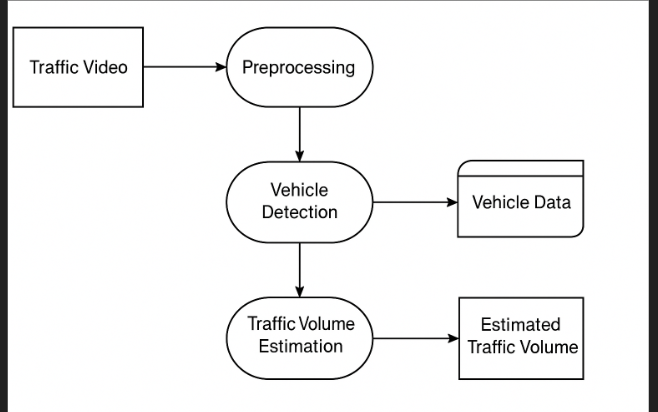 Traffic Video
Preprocessing
Vehicle
Detection
Vehicle Data
Traffic Volume
Estimation
Estimated
Traffic Volume